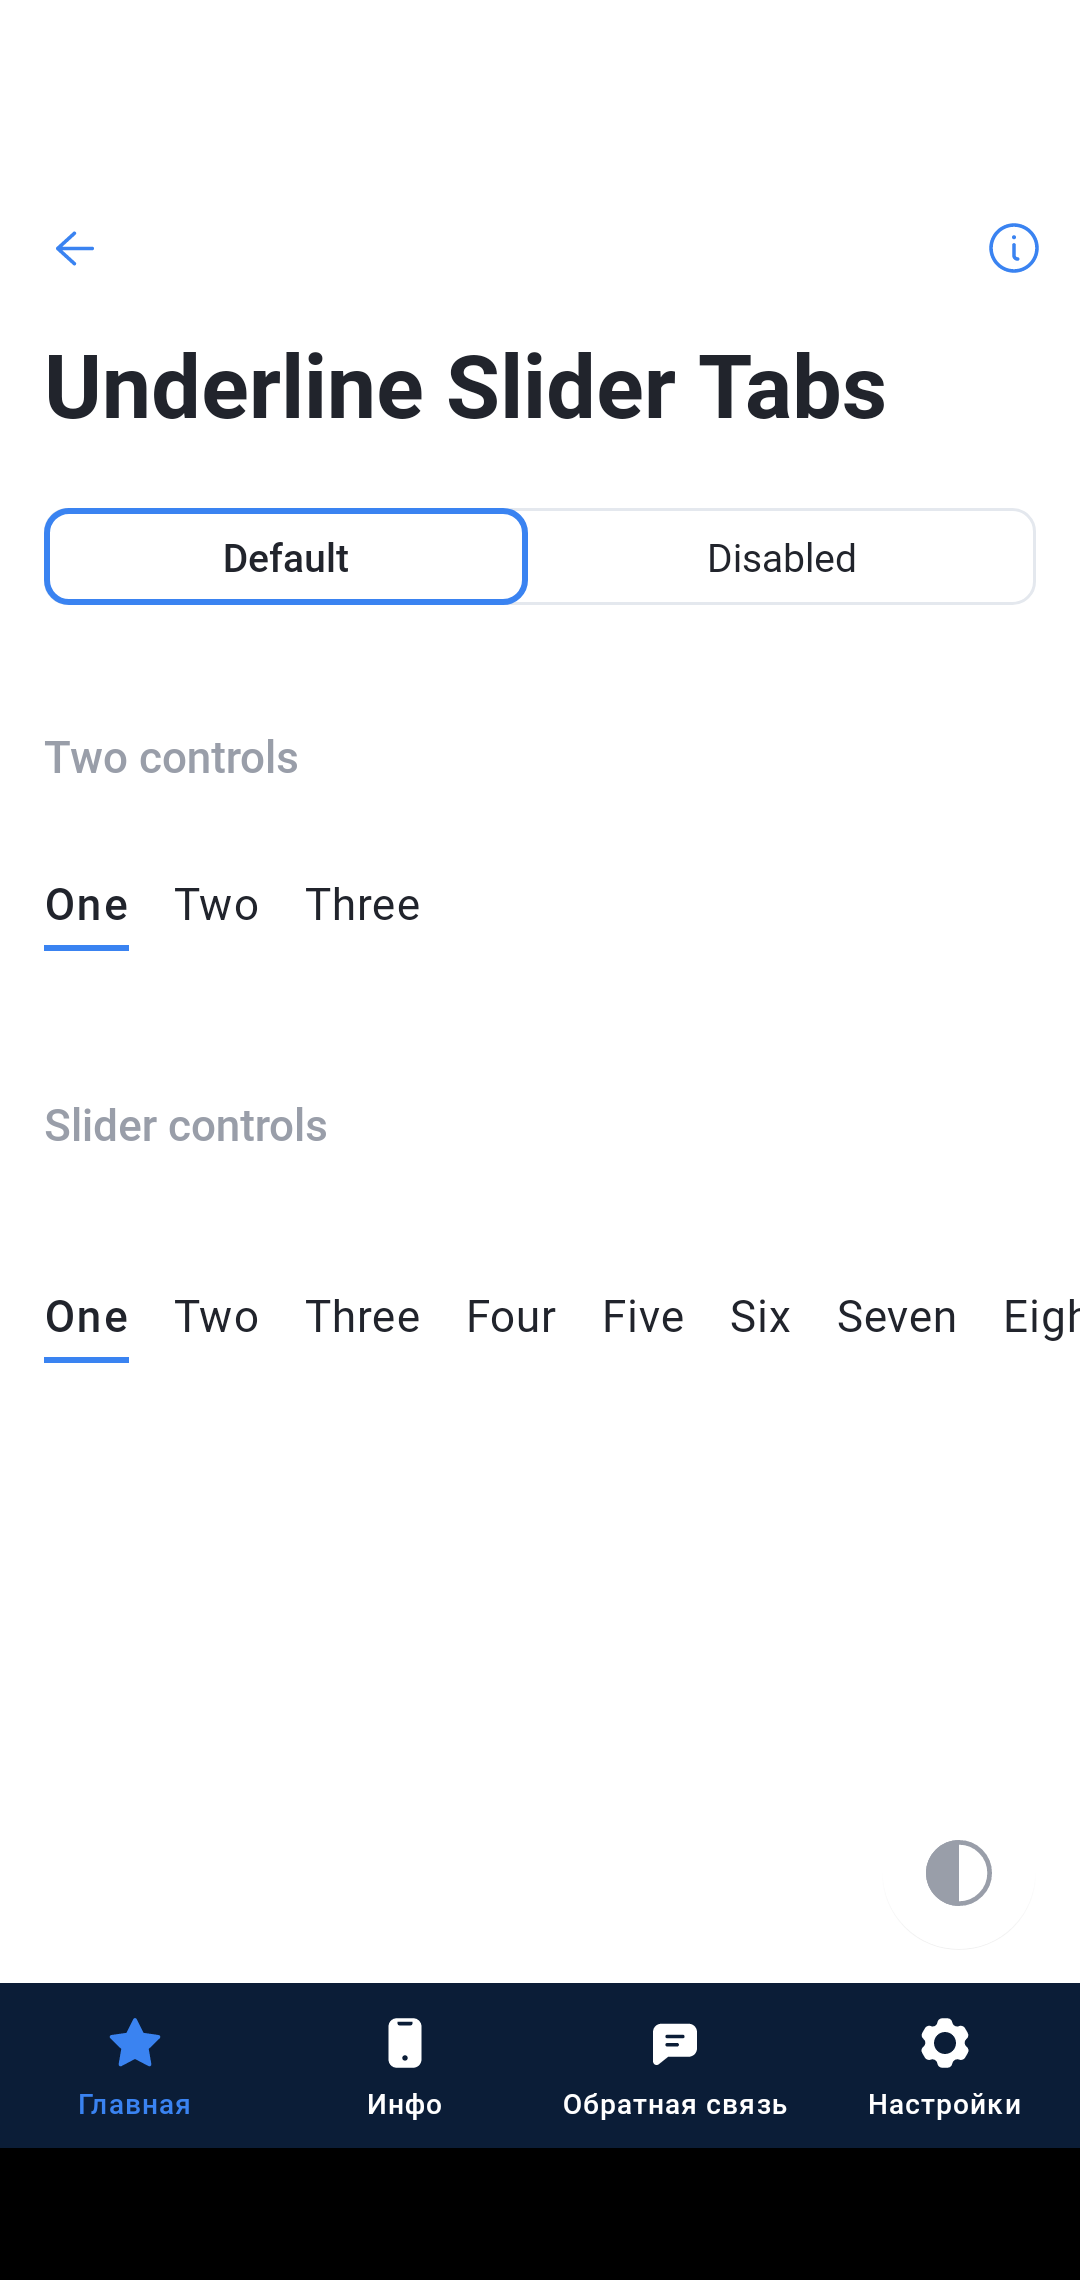 Underline Slider Tabs
Default Disabled
Two controls
One Two Three
Slider controls
One Two Three Four Five Six Seven Eigh
Главная Инфо Обратная связь Настройки